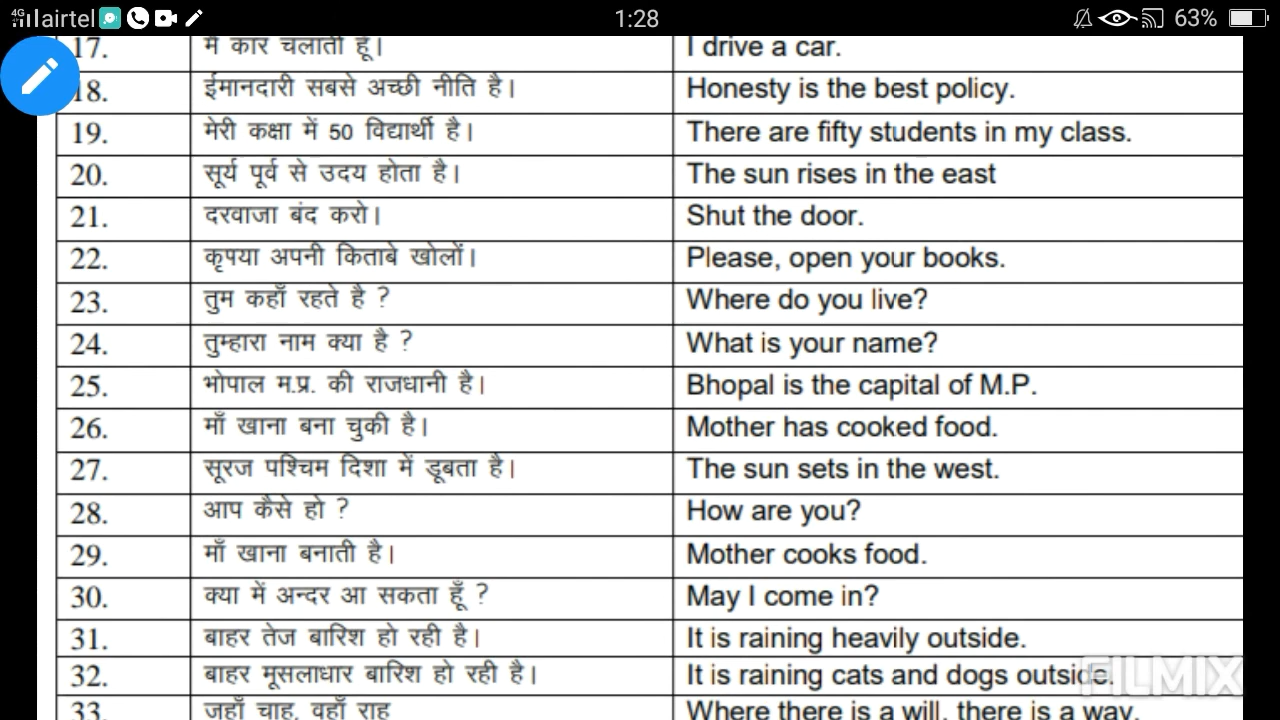 4G airtel 1:28 63%
17. मैं कार चलाती हूँ। I drive a car.
18. ईमानदारी सबसे अच्छी नीति है। Honesty is the best policy.
19. मेरी कक्षा में 50 विद्यार्थी है। There are fifty students in my class.
20. सूर्य पूर्व से उदय होता है। The sun rises in the east
21. दरवाजा बंद करो। Shut the door.
22. कृपया अपनी किताबे खोलों। Please, open your books.
23. तुम कहाँ रहते है ? Where do you live?
24. तुम्हारा नाम क्या है ? What is your name?
25. भोपाल म.प्र. की राजधानी है। Bhopal is the capital of M.P.
26. माँ खाना बना चुकी है। Mother has cooked food.
27. सूरज पश्चिम दिशा में डूबता है। The sun sets in the west.
28. आप कैसे हो ? How are you?
29. माँ खाना बनाती है। Mother cooks food.
30. क्या में अन्दर आ सकता हूँ ? May I come in?
31. बाहर तेज बारिश हो रही है। It is raining heavily outside.
32. बाहर मूसलाधार बारिश हो रही है। It is raining cats and dogs outside.
33. जहाँ चाह, वहाँ राह Where there is a will, there is a way.
FILMIX